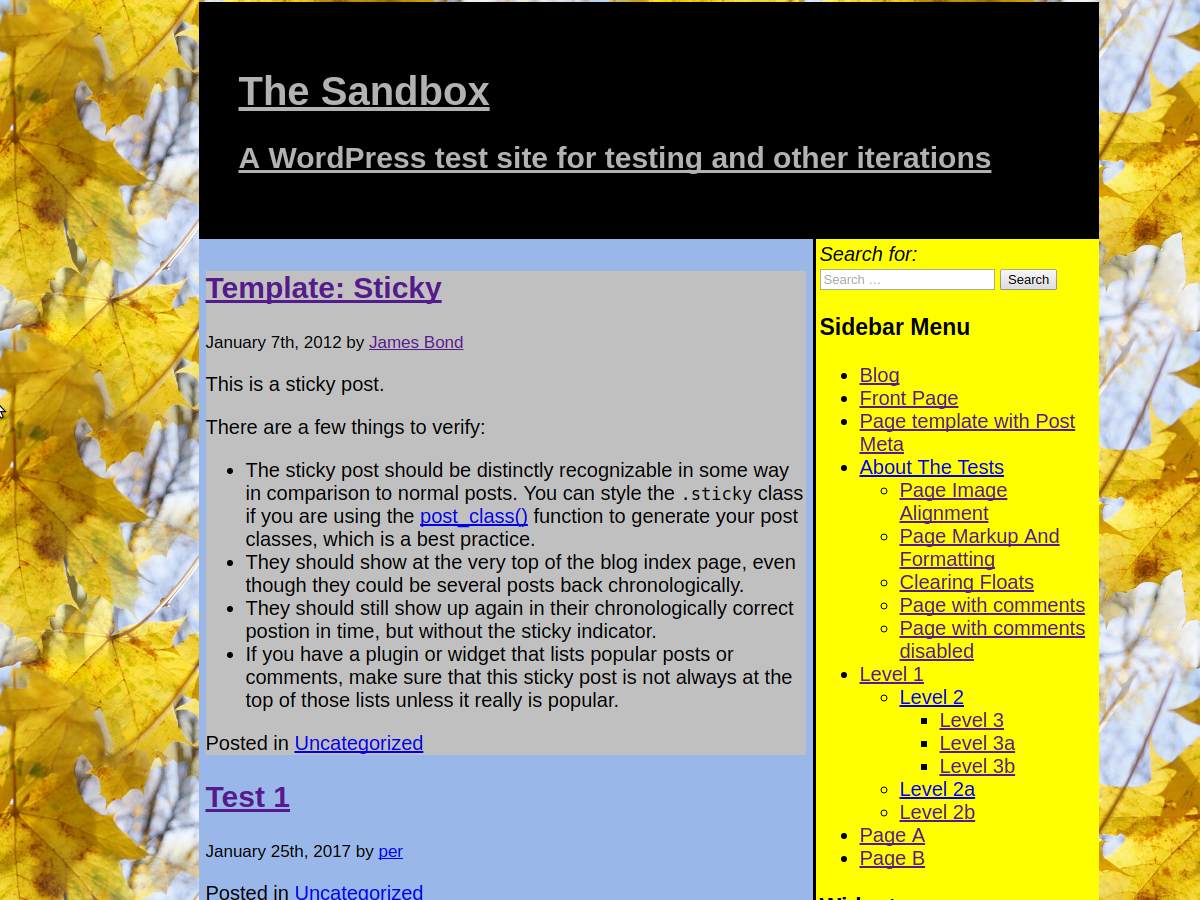 The Sandbox
A WordPress test site for testing and other iterations
Template: Sticky
January 7th, 2012 by James Bond
This is a sticky post.
There are a few things to verify:
The sticky post should be distinctly recognizable in some way
in comparison to normal posts. You can style the .sticky class
if you are using the post_class() function to generate your post
classes, which is a best practice.
They should show at the very top of the blog index page, even
though they could be several posts back chronologically.
They should still show up again in their chronologically correct
postion in time, but without the sticky indicator.
If you have a plugin or widget that lists popular posts or
comments, make sure that this sticky post is not always at the
top of those lists unless it really is popular.
Posted in Uncategorized
Test 1
January 25th, 2017 by per
Posted in Uncategorized
Search for:
Search …
Search
Sidebar Menu
Blog
Front Page
Page template with Post
Meta
About The Tests
Page Image
Alignment
Page Markup And
Formatting
Clearing Floats
Page with comments
Page with comments
disabled
Level 1
Level 2
Level 3
Level 3a
Level 3b
Level 2a
Level 2b
Page A
Page B